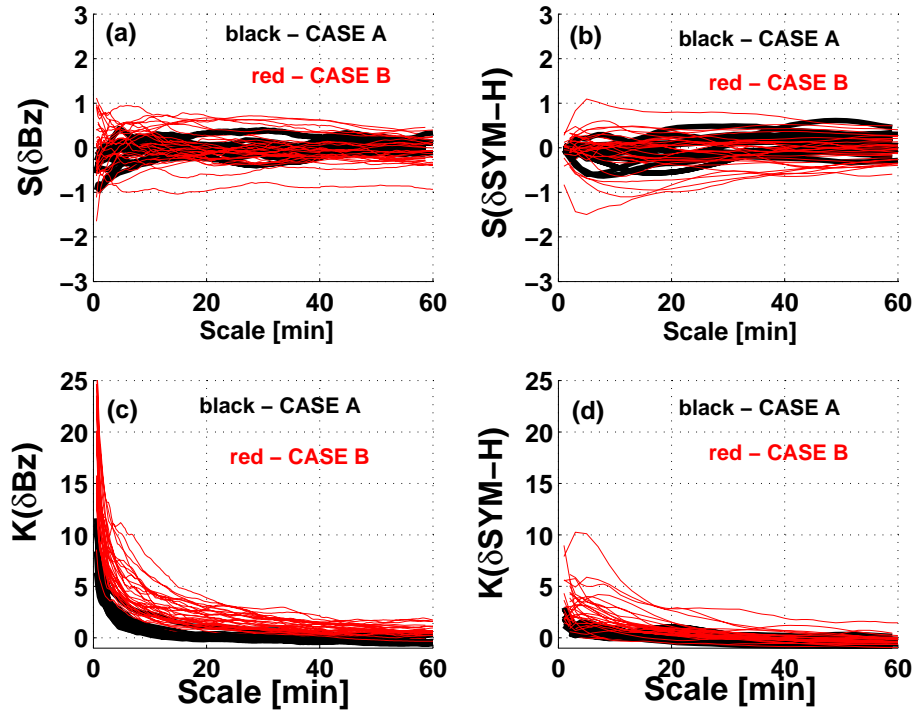 (a)
black – CASE A
red – CASE B
S(δBz)
3
2
1
0
−1
−2
−3
0
20
40
60
Scale [min]
(b)
black – CASE A
red – CASE B
S(δSYM−H)
3
2
1
0
−1
−2
−3
0
20
40
60
Scale [min]
(c)
black – CASE A
red – CASE B
K(δBz)
25
20
15
10
5
0
0
20
40
60
Scale [min]
(d)
black – CASE A
red – CASE B
K(δSYM−H)
25
20
15
10
5
0
0
20
40
60
Scale [min]